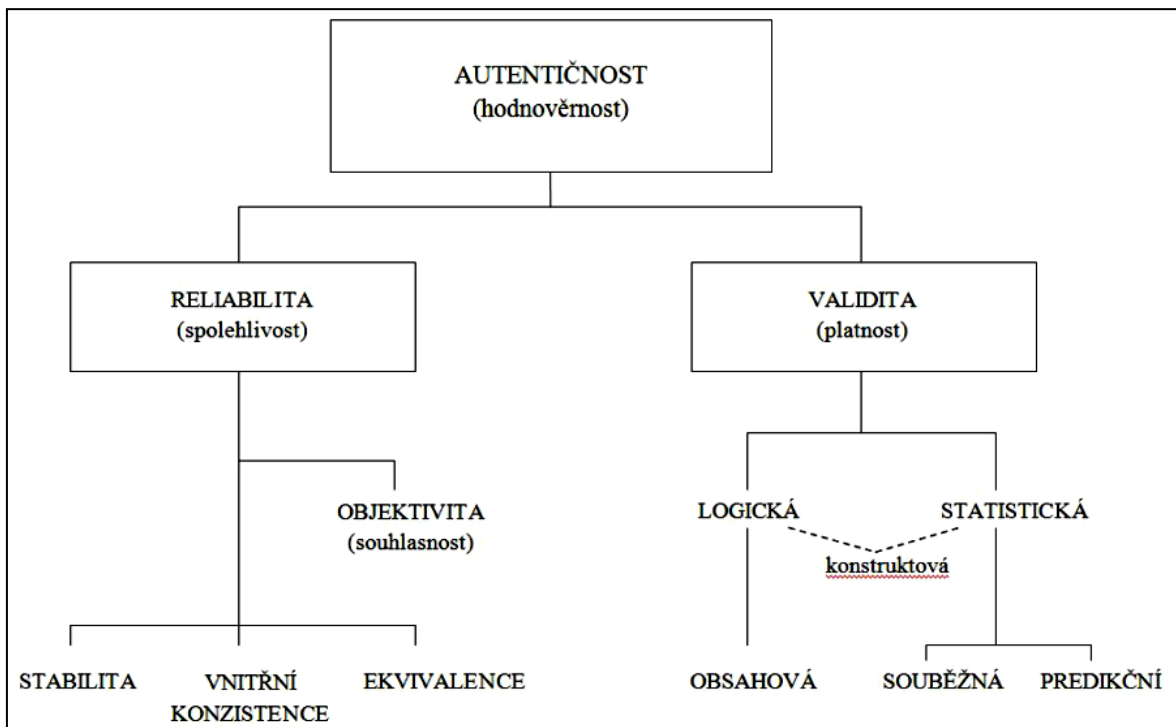 AUTENTIČNOST
(hodnověrnost)
RELIABILITA
(spolehlivost)
VALIDITA
(platnost)
OBJEKTIVITA
(souhlasnost)
LOGICKÁ
STATISTICKÁ
konstruktová
STABILITA
VNITŘNÍ
KONZISTENCE
EKVIVALENCE
OBSAHOVÁ
SOUBĚŽNÁ
PREDIKČNÍ